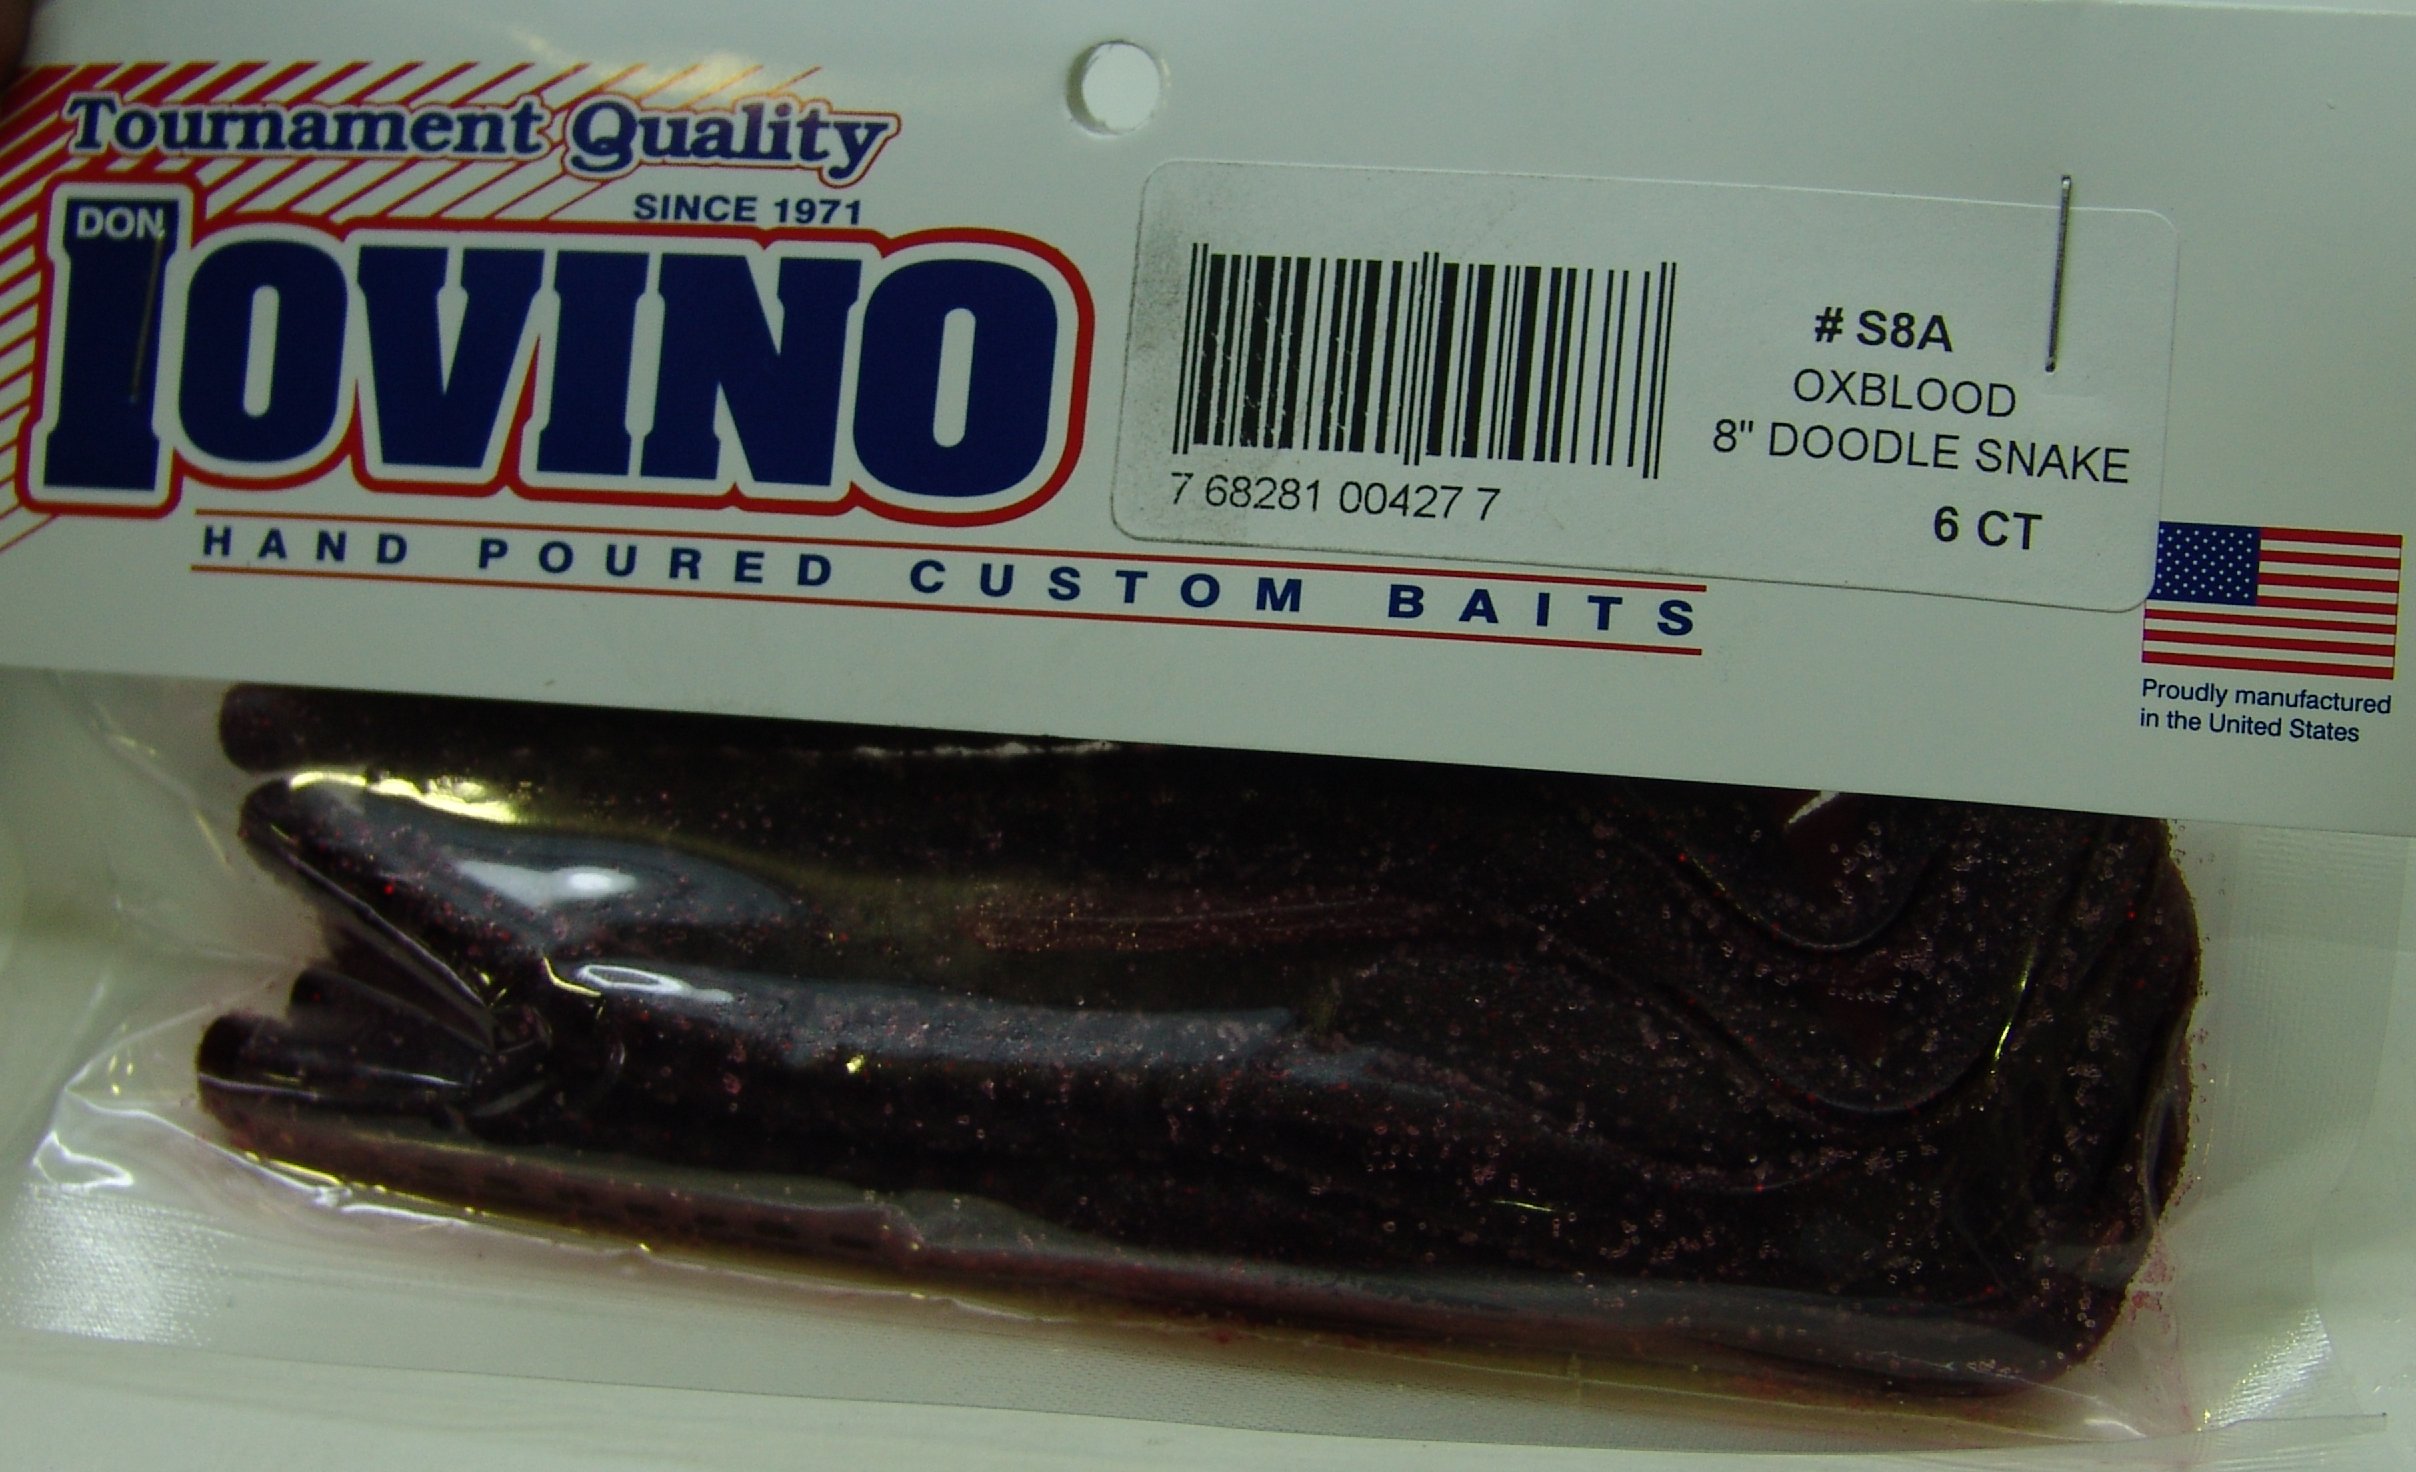 Tournament Quality
SINCE 1971
DON
IOVINO
HAND POURED CUSTOM BAITS
7 68281 00427 7
# S8A
OXBLOOD
8" DOODLE SNAKE
6 CT
Proudly manufactured
in the United States